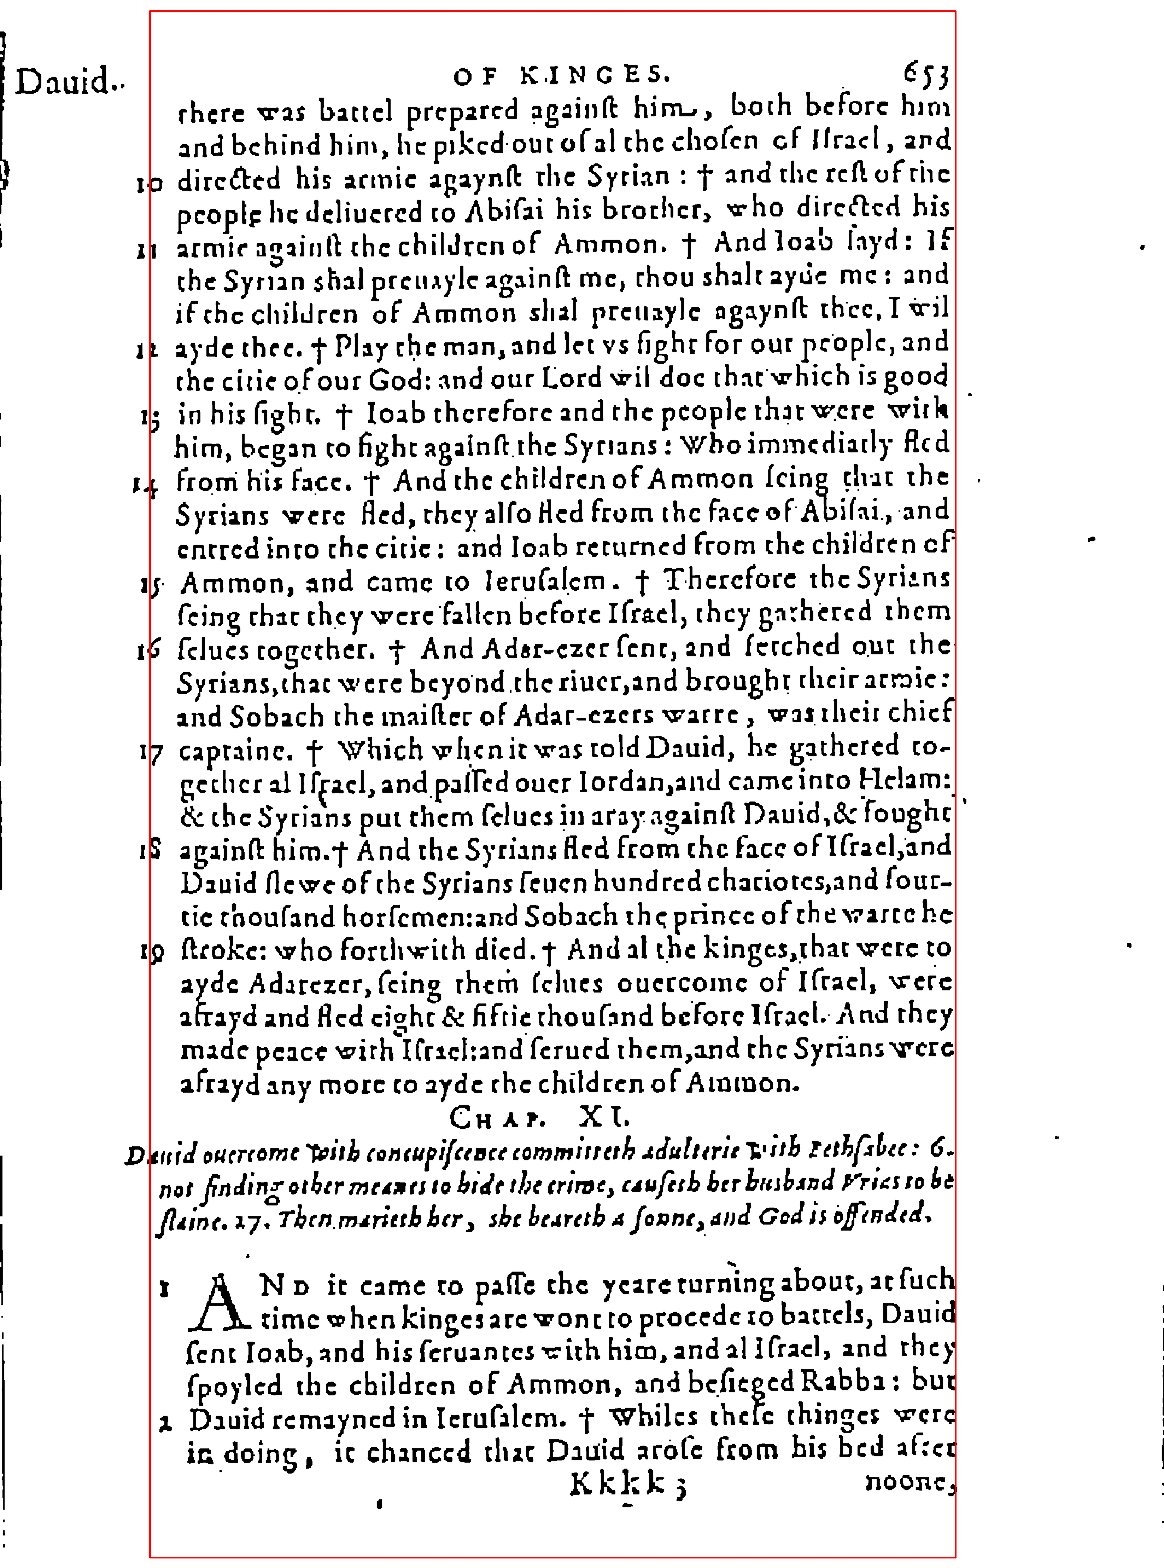 Dauid. OF KINGES. 653
there was battel prepared againſt him, both before him
and behind him, he piked out of al the choſen of Iſrael, and
10 directed his armie agaynſt the Syrian : † and the reſt of the
people he deliuered to Abiſai his brother, who directed his
11 armie againſt the children of Ammon. † And Ioab ſayd: If
the Syrian shal preuayle againſt me, thou shalt ayde me: and
if the children of Ammon shal preuayle agaynſt thee, I wil
12 ayde thee. † Play the man, and let vs fight for our people, and
the citie of our God: and our Lord wil doe that which is good
13 in his ſight. † Ioab therefore and the people that were with
him, began to fight againſt the Syrians: Who immediatly fled
14 from his face. † And the children of Ammon ſeing that the
Syrians were fled, they alſo fled from the face of Abiſai, and
entred into the citie: and Ioab returned from the children of
15 Ammon, and came to Ieruſalem. † Therefore the Syrians
ſeing that they were fallen before Iſrael, they gathered them
16 ſelues together. † And Adar-ezer ſent, and fetched out the
Syrians, that were beyond the riuer, and brought their armie:
and Sobach the maiſter of Adar-ezers warre, was their chief
17 captaine. † Which when it was told Dauid, he gathered to-
gether al Iſrael, and paſſed ouer Iordan, and came into Helam:
& the Syrians put them ſelues in aray againſt Dauid, & fought
18 againſt him. † And the Syrians fled from the face of Iſrael, and
Dauid ſlewe of the Syrians ſeuen hundred chariotes, and four-
tie thouſand horſemen: and Sobach the prince of the warre he
19 ſtroke: who forthwith died. † And al the kinges, that were to
ayde Adarezer, ſeing them ſelues ouercome of Iſrael, were
afrayd and fled eight & fiftie thouſand before Iſrael. And they
made peace with Iſrael: and ſerued them, and the Syrians were
afrayd any more to ayde the children of Ammon.
CHAP. XI.
Dauid ouercome with concupiſcence committeth adulterie with Bethſabee: 6.
not finding other meanes to hide the crime, cauſeth her husband Vrias to be
ſlaine. 27. Then marieth her, she beareth a ſonne, and God is offended.
1 AND it came to paſſe the yeare turning about, at ſuch
time when kinges are wont to procede to battels, Dauid
ſent Ioab, and his ſeruantes with him, and al Iſrael, and they
ſpoyled the children of Ammon, and beſieged Rabba: but
2 Dauid remayned in Ieruſalem. † Whiles theſe thinges were
in doing, it chanced that Dauid aroſe from his bed after
Kkkk 3 noone,